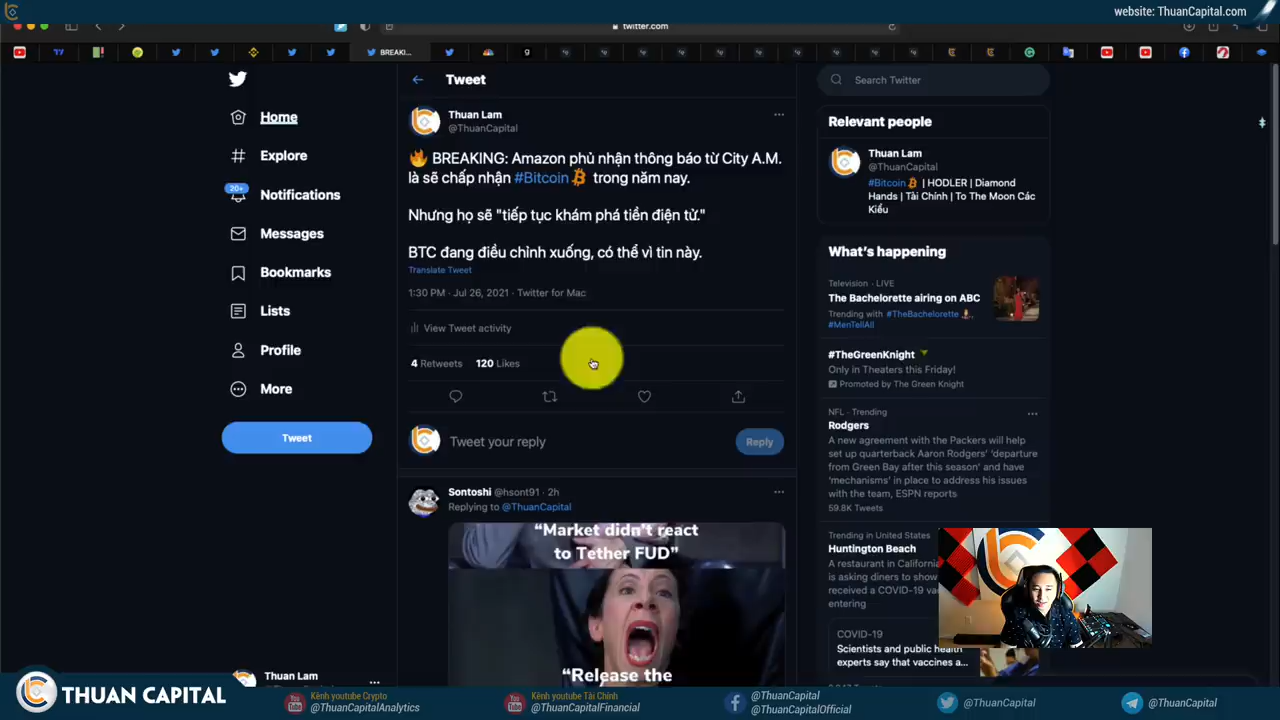 website: ThuanCapital.com
twitter.com
BREAKI...
Home
Explore
20+
Notifications
Messages
Bookmarks
Lists
Profile
More
Tweet
Thuan Lam
Tweet
Thuan Lam
@ThuanCapital
🔥 BREAKING: Amazon phủ nhận thông báo từ City A.M.
là sẽ chấp nhận #Bitcoin trong năm nay.
Nhưng họ sẽ "tiếp tục khám phá tiền điện tử."
BTC đang điều chỉnh xuống, có thể vì tin này.
Translate Tweet
1:30 PM · Jul 26, 2021 · Twitter for Mac
View Tweet activity
4 Retweets 120 Likes
Tweet your reply
Reply
Sontoshi @hsont91 · 2h
Replying to @ThuanCapital
“Market didn't react
to Tether FUD”
“Release the
Search Twitter
Relevant people
Thuan Lam
@ThuanCapital
#Bitcoin | HODLER | Diamond
Hands | Tài Chính | To The Moon Các
Kiểu
What's happening
Television · LIVE
The Bachelorette airing on ABC
Trending with #TheBachelorette,
#MenTellAll
#TheGreenKnight
Only in Theaters this Friday!
Promoted by The Green Knight
NFL · Trending
Rodgers
A new agreement with the Packers will help
set up quarterback Aaron Rodgers' 'departure
from Green Bay after this season' and have
'mechanisms' in place to address his issues
with the team, ESPN reports
59.8K Tweets
Trending in United States
Huntington Beach
A restaurant in California
is asking diners to show
received a COVID-19 va
entering
COVID-19
Scientists and public health
experts say that vaccines a...
THUAN CAPITAL
Kênh youtube Crypto
@ThuanCapitalAnalytics
Kênh youtube Tài Chính
@ThuanCapitalFinancial
@ThuanCapital
@ThuanCapitalOfficial
@ThuanCapital
@ThuanCapital